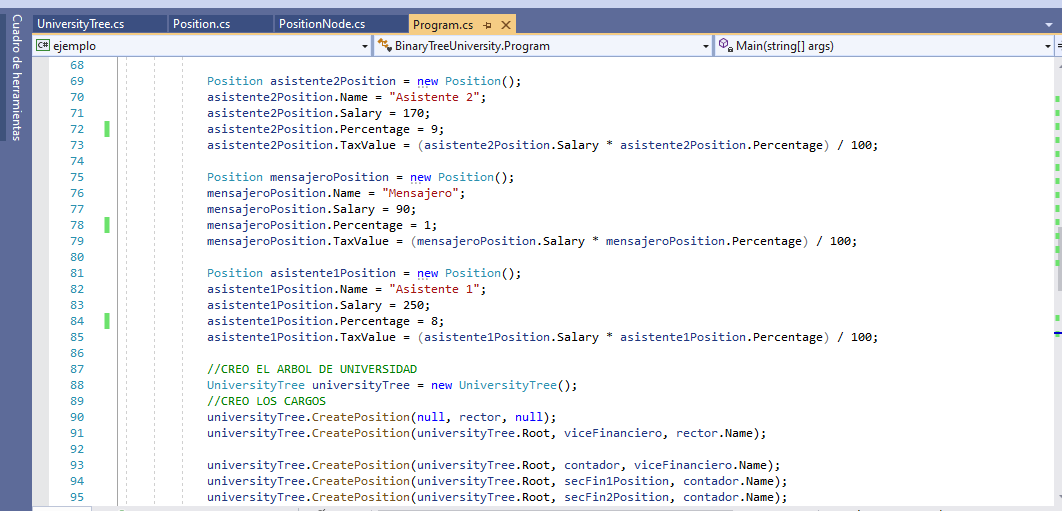 Cuadro de herramientas
UniversityTree.cs Position.cs PositionNode.cs Program.cs
C# ejemplo BinaryTreeUniversity.Program Main(string[] args)
68
69 Position asistente2Position = new Position();
70 asistente2Position.Name = "Asistente 2";
71 asistente2Position.Salary = 170;
72 asistente2Position.Percentage = 9;
73 asistente2Position.TaxValue = (asistente2Position.Salary * asistente2Position.Percentage) / 100;
74
75 Position mensajeroPosition = new Position();
76 mensajeroPosition.Name = "Mensajero";
77 mensajeroPosition.Salary = 90;
78 mensajeroPosition.Percentage = 1;
79 mensajeroPosition.TaxValue = (mensajeroPosition.Salary * mensajeroPosition.Percentage) / 100;
80
81 Position asistente1Position = new Position();
82 asistente1Position.Name = "Asistente 1";
83 asistente1Position.Salary = 250;
84 asistente1Position.Percentage = 8;
85 asistente1Position.TaxValue = (asistente1Position.Salary * asistente1Position.Percentage) / 100;
86
87 //CREO EL ARBOL DE UNIVERSIDAD
88 UniversityTree universityTree = new UniversityTree();
89 //CREO LOS CARGOS
90 universityTree.CreatePosition(null, rector, null);
91 universityTree.CreatePosition(universityTree.Root, viceFinanciero, rector.Name);
92
93 universityTree.CreatePosition(universityTree.Root, contador, viceFinanciero.Name);
94 universityTree.CreatePosition(universityTree.Root, secFin1Position, contador.Name);
95 universityTree.CreatePosition(universityTree.Root, secFin2Position, contador.Name);